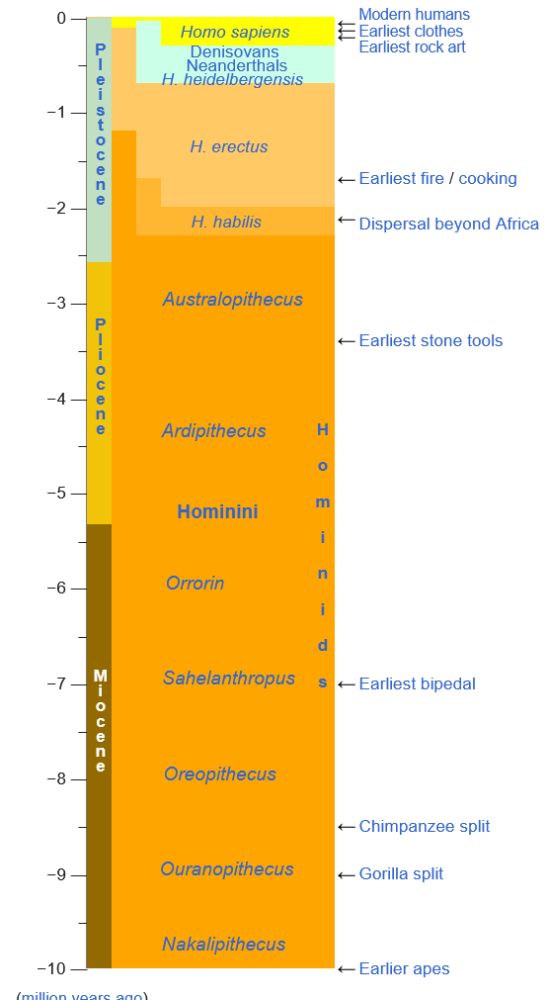 0
−1
−2
−3
−4
−5
−6
−7
−8
−9
−10
Pleistocene
Pliocene
Miocene
Homo sapiens
Denisovans
Neanderthals
H. heidelbergensis
H. erectus
H. habilis
Australopithecus
Ardipithecus
Hominini
Orrorin
Sahelanthropus
Oreopithecus
Ouranopithecus
Nakalipithecus
Hominids
← Modern humans
← Earliest clothes
← Earliest rock art
← Earliest fire / cooking
← Dispersal beyond Africa
← Earliest stone tools
← Earliest bipedal
← Chimpanzee split
← Gorilla split
← Earlier apes
(million years ago)